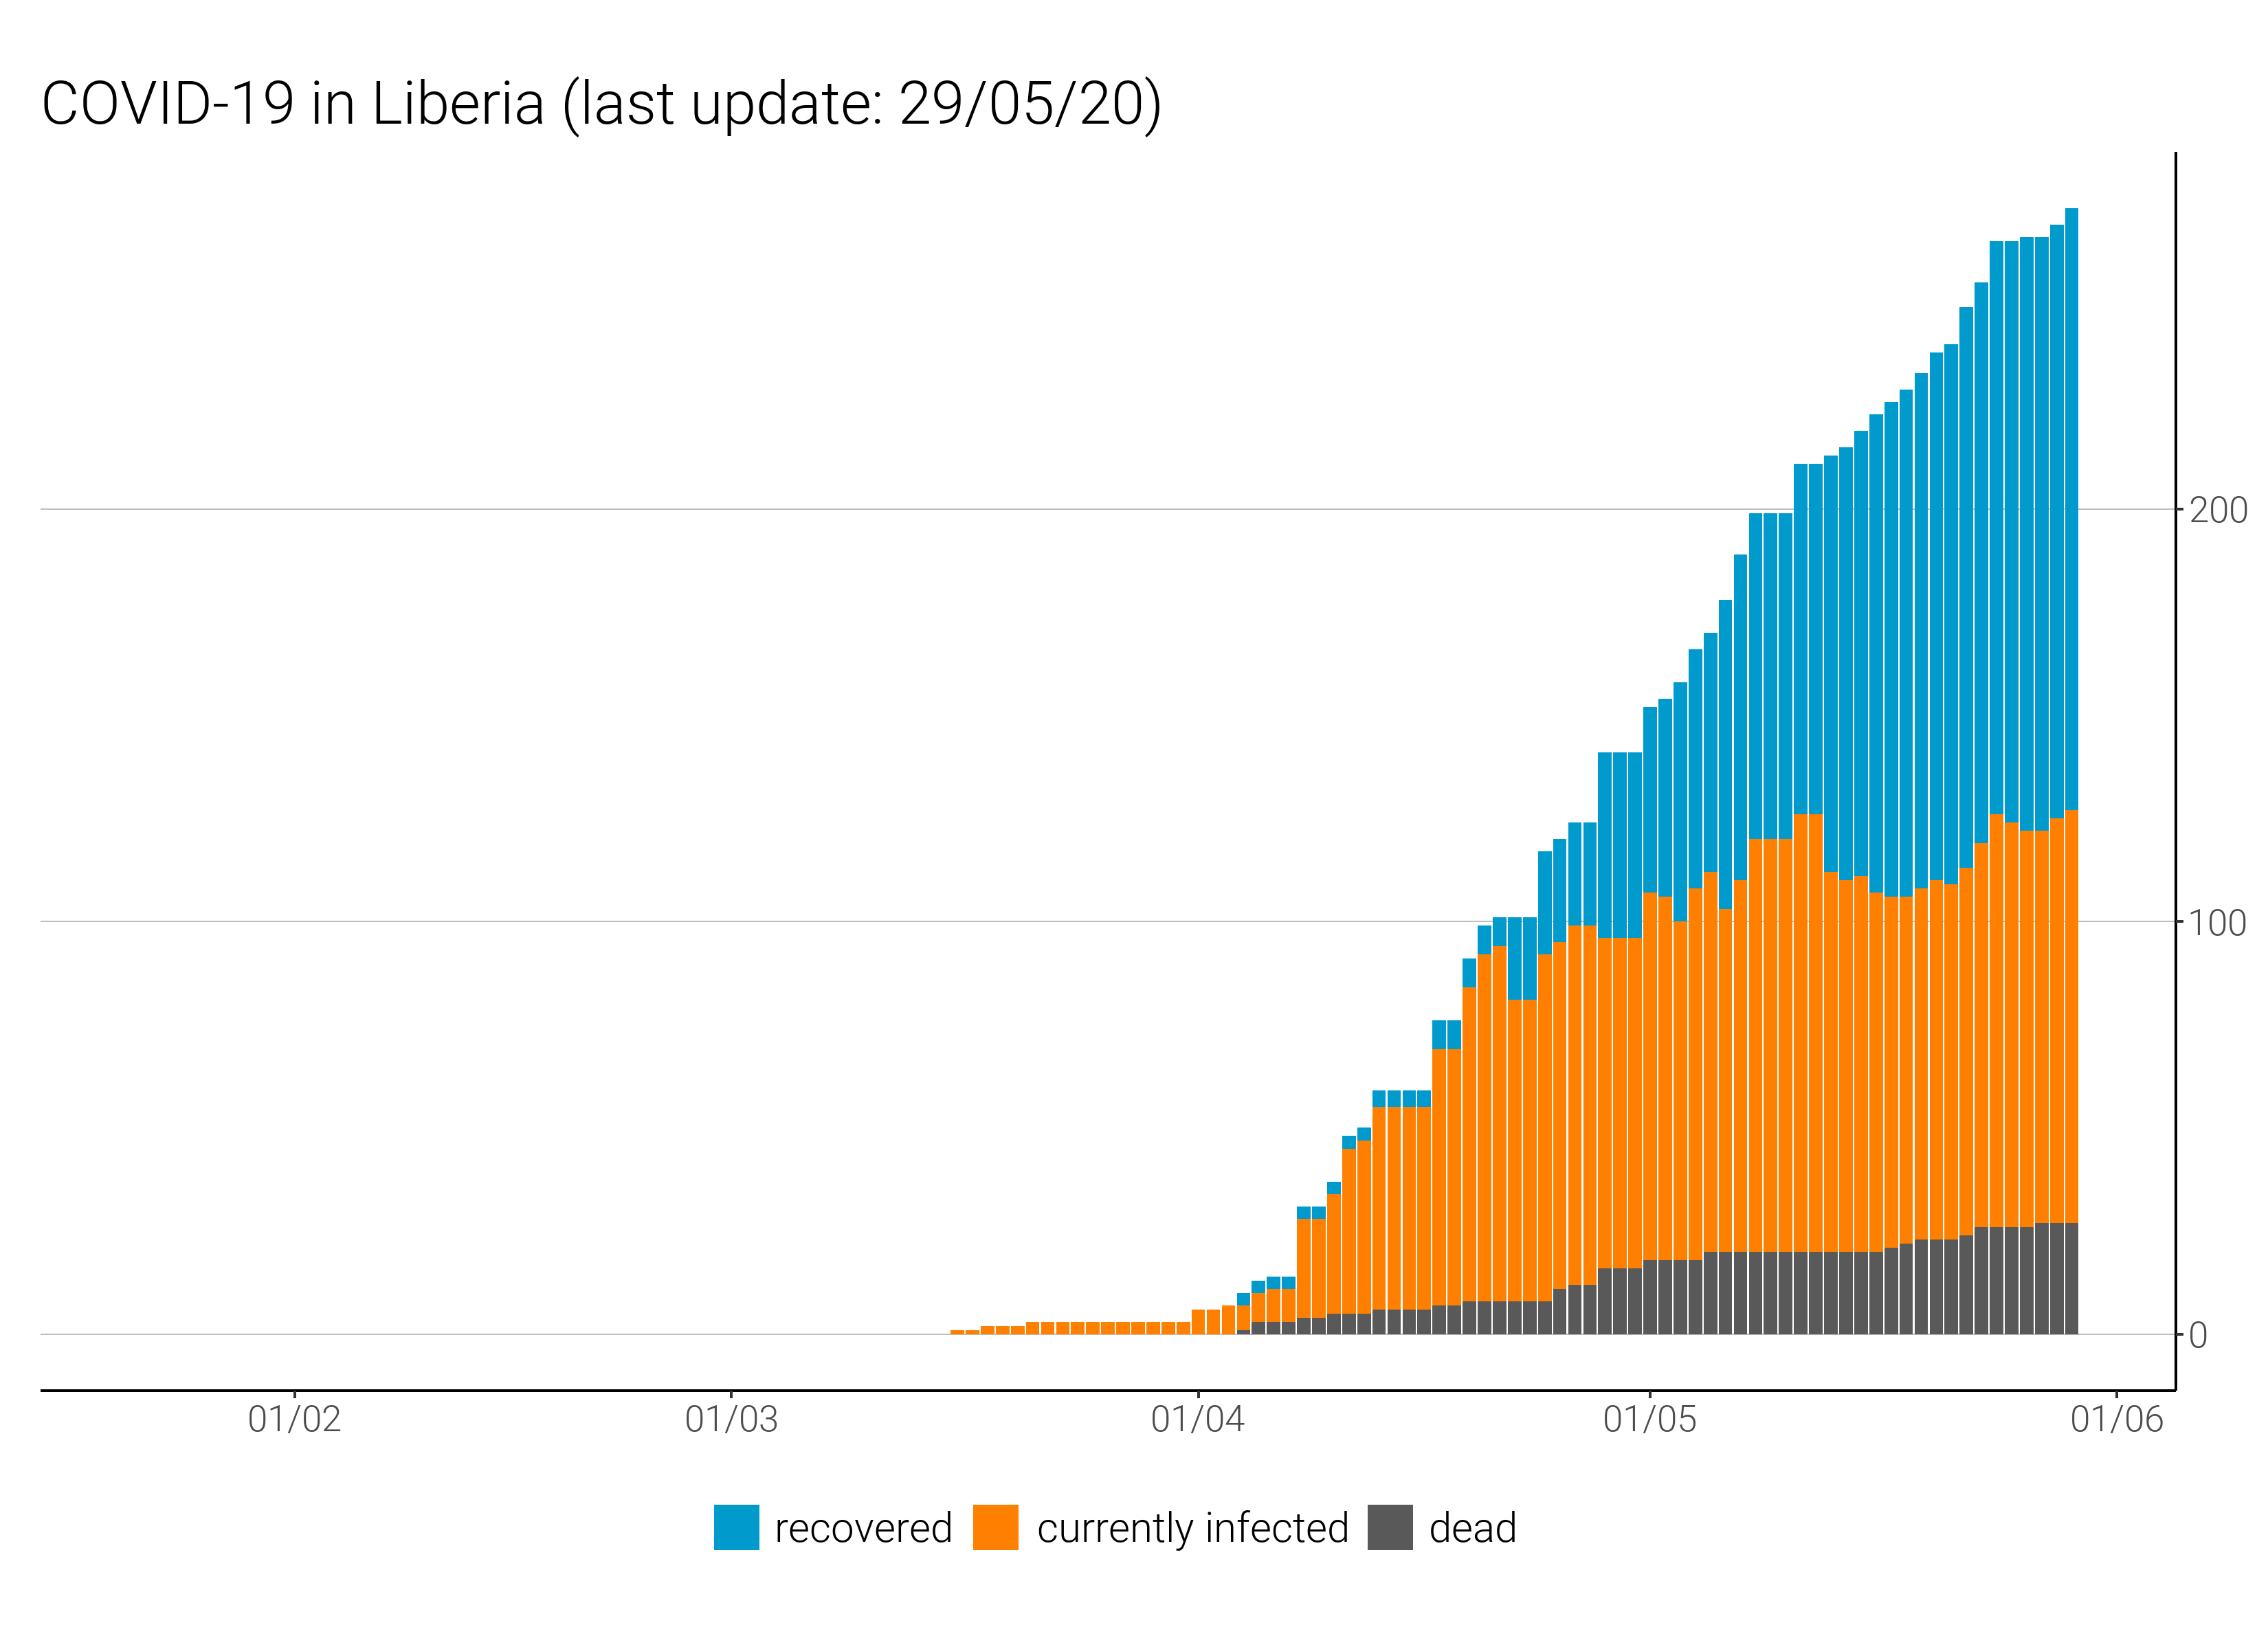 COVID-19 in Liberia (last update: 29/05/20)
200
100
0
01/02 01/03 01/04 01/05 01/06
recovered currently infected dead